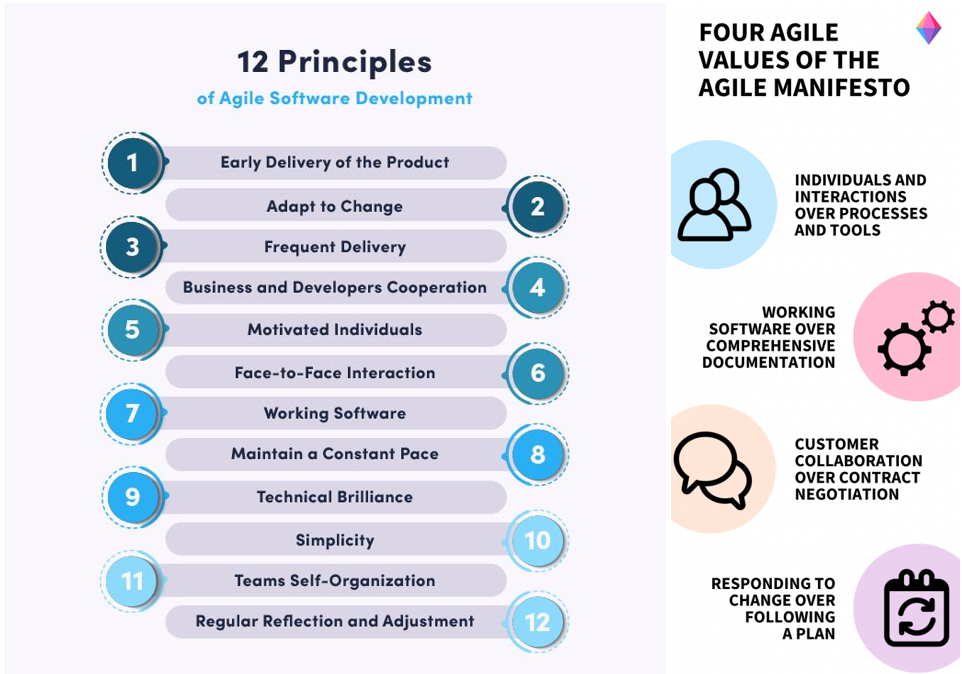 12 Principles
of Agile Software Development
1
Early Delivery of the Product
Adapt to Change
2
3
Frequent Delivery
Business and Developers Cooperation
4
5
Motivated Individuals
Face-to-Face Interaction
6
7
Working Software
Maintain a Constant Pace
8
9
Technical Brilliance
Simplicity
10
11
Teams Self-Organization
Regular Reflection and Adjustment
12
FOUR AGILE
VALUES OF THE
AGILE MANIFESTO
INDIVIDUALS AND
INTERACTIONS
OVER PROCESSES
AND TOOLS
WORKING
SOFTWARE OVER
COMPREHENSIVE
DOCUMENTATION
CUSTOMER
COLLABORATION
OVER CONTRACT
NEGOTIATION
RESPONDING TO
CHANGE OVER
FOLLOWING
A PLAN